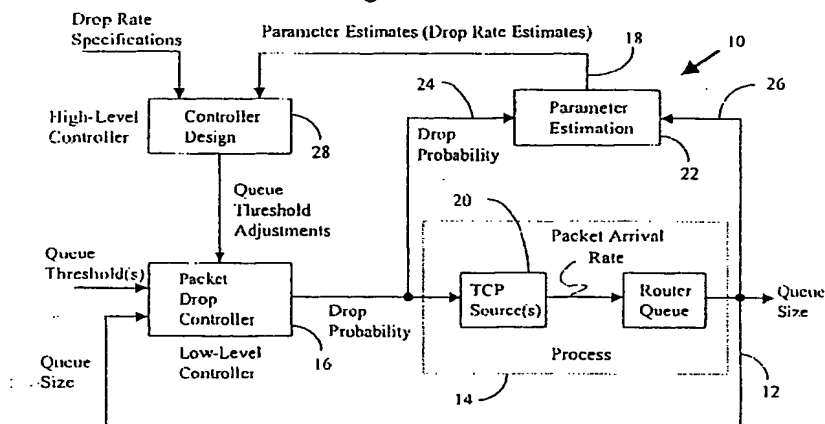 Drop Rate
Specifications
Parameter Estimates (Drop Rate Estimates)
18
10
24
26
High-Level
Controller
Controller
Design
28
Parameter
Estimation
22
Drop
Probability
Queue
Threshold
Adjustments
20
Packet Arrival
Rate
Queue
Threshold(s)
Packet
Drop
Controller
Drop
Probability
TCP
Source(s)
Router
Queue
Queue
Size
Queue
Size
Low-Level
Controller
16
Process
14
12